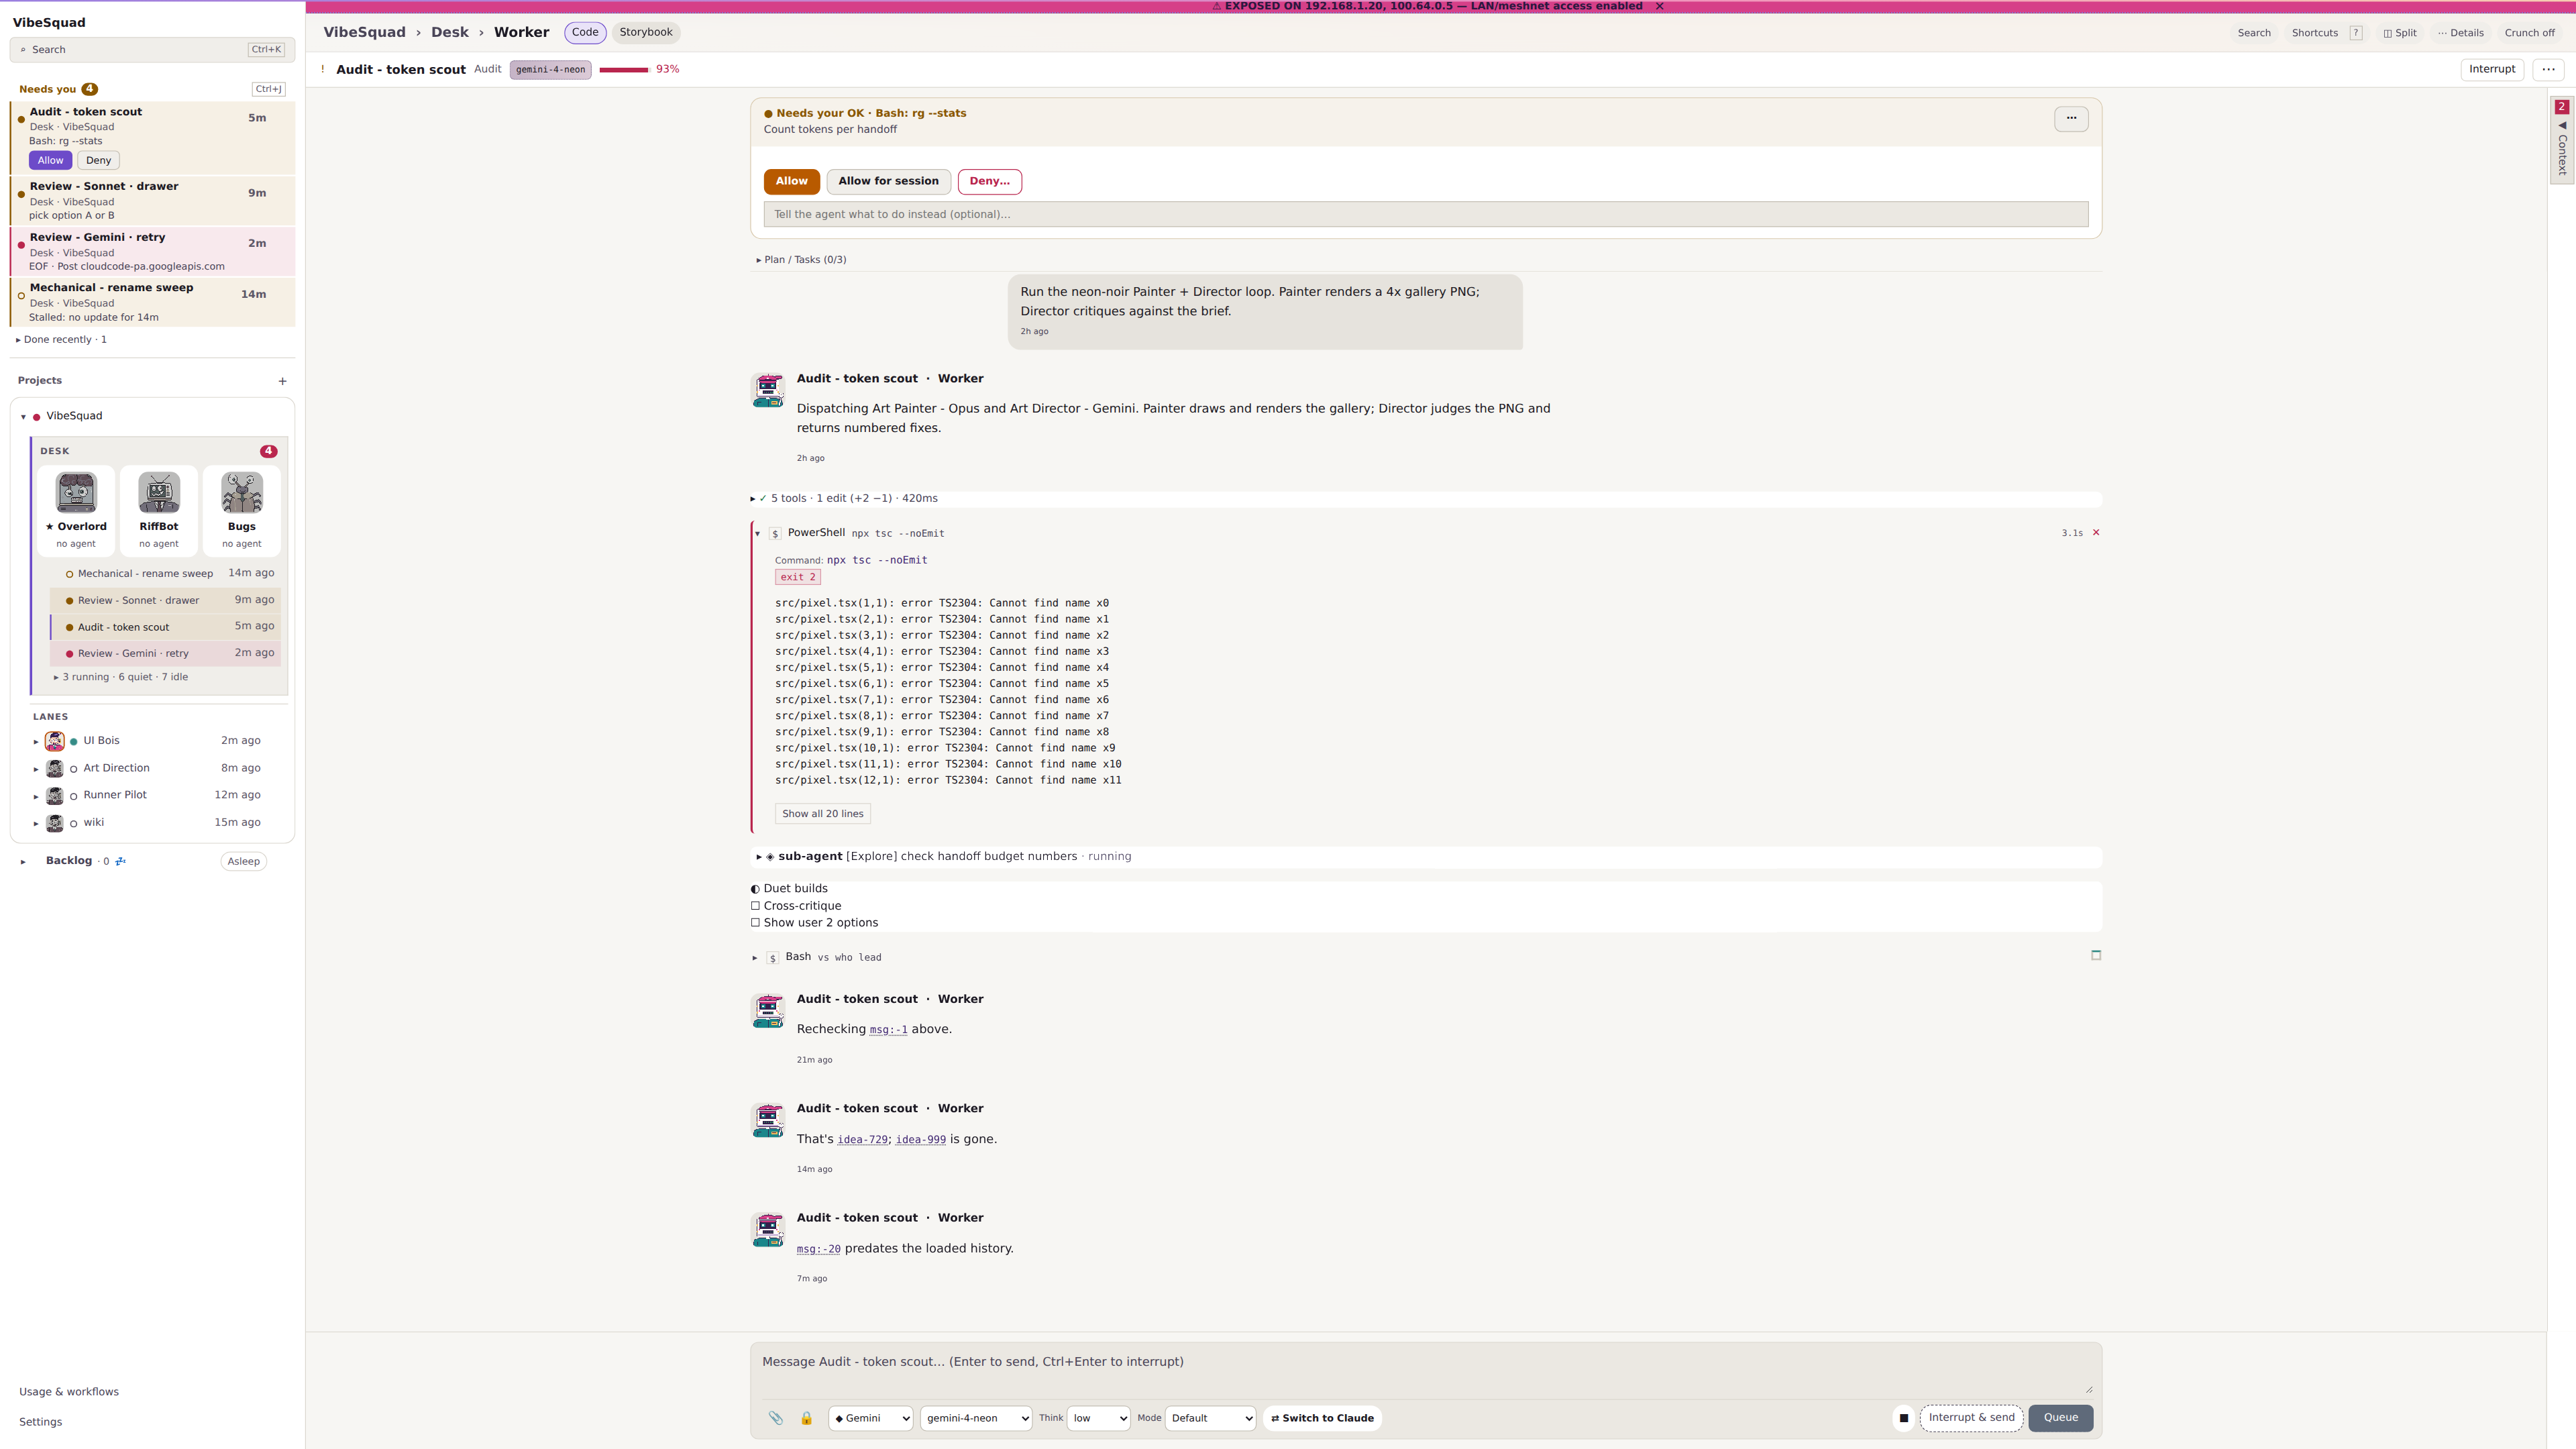 ⚠ EXPOSED ON 192.168.1.20, 100.64.0.5 — LAN/meshnet access enabled ✕
VibeSquad
⌕ Search Ctrl+K
Needs you 4 Ctrl+J
Audit - token scout 5m
Desk · VibeSquad
Bash: rg --stats
Allow Deny
Review - Sonnet · drawer 9m
Desk · VibeSquad
pick option A or B
Review - Gemini · retry 2m
Desk · VibeSquad
EOF · Post cloudcode-pa.googleapis.com
Mechanical - rename sweep 14m
Desk · VibeSquad
Stalled: no update for 14m
▸ Done recently · 1
Projects +
▾ ● VibeSquad
DESK 4
★ Overlord RiffBot Bugs
no agent no agent no agent
Mechanical - rename sweep 14m ago
Review - Sonnet · drawer 9m ago
Audit - token scout 5m ago
Review - Gemini · retry 2m ago
▸ 3 running · 6 quiet · 7 idle
LANES
▸ UI Bois 2m ago
▸ Art Direction 8m ago
▸ Runner Pilot 12m ago
▸ wiki 15m ago
▸ Backlog · 0 💤 Asleep
Usage & workflows
Settings
VibeSquad › Desk › Worker Code Storybook
Search Shortcuts ? ◫ Split ⋯ Details Crunch off
! Audit - token scout Audit gemini-4-neon 93%
Interrupt ⋯
2 ◀ Context
● Needs your OK · Bash: rg --stats
Count tokens per handoff
⋯
Allow Allow for session Deny…
Tell the agent what to do instead (optional)…
▸ Plan / Tasks (0/3)
Run the neon-noir Painter + Director loop. Painter renders a 4x gallery PNG;
Director critiques against the brief.
2h ago
Audit - token scout · Worker
Dispatching Art Painter - Opus and Art Director - Gemini. Painter draws and renders the gallery; Director judges the PNG and
returns numbered fixes.
2h ago
▸ ✓ 5 tools · 1 edit (+2 −1) · 420ms
▾ $ PowerShell npx tsc --noEmit 3.1s ✕
Command: npx tsc --noEmit
exit 2
src/pixel.tsx(1,1): error TS2304: Cannot find name x0
src/pixel.tsx(2,1): error TS2304: Cannot find name x1
src/pixel.tsx(3,1): error TS2304: Cannot find name x2
src/pixel.tsx(4,1): error TS2304: Cannot find name x3
src/pixel.tsx(5,1): error TS2304: Cannot find name x4
src/pixel.tsx(6,1): error TS2304: Cannot find name x5
src/pixel.tsx(7,1): error TS2304: Cannot find name x6
src/pixel.tsx(8,1): error TS2304: Cannot find name x7
src/pixel.tsx(9,1): error TS2304: Cannot find name x8
src/pixel.tsx(10,1): error TS2304: Cannot find name x9
src/pixel.tsx(11,1): error TS2304: Cannot find name x10
src/pixel.tsx(12,1): error TS2304: Cannot find name x11
Show all 20 lines
▸ ◈ sub-agent [Explore] check handoff budget numbers · running
◐ Duet builds
☐ Cross-critique
☐ Show user 2 options
▸ $ Bash vs who lead
Audit - token scout · Worker
Rechecking msg:-1 above.
21m ago
Audit - token scout · Worker
That's idea-729; idea-999 is gone.
14m ago
Audit - token scout · Worker
msg:-20 predates the loaded history.
7m ago
Message Audit - token scout… (Enter to send, Ctrl+Enter to interrupt)
📎 🔒 ◆ Gemini gemini-4-neon Think low Mode Default ⇄ Switch to Claude
■ Interrupt & send Queue